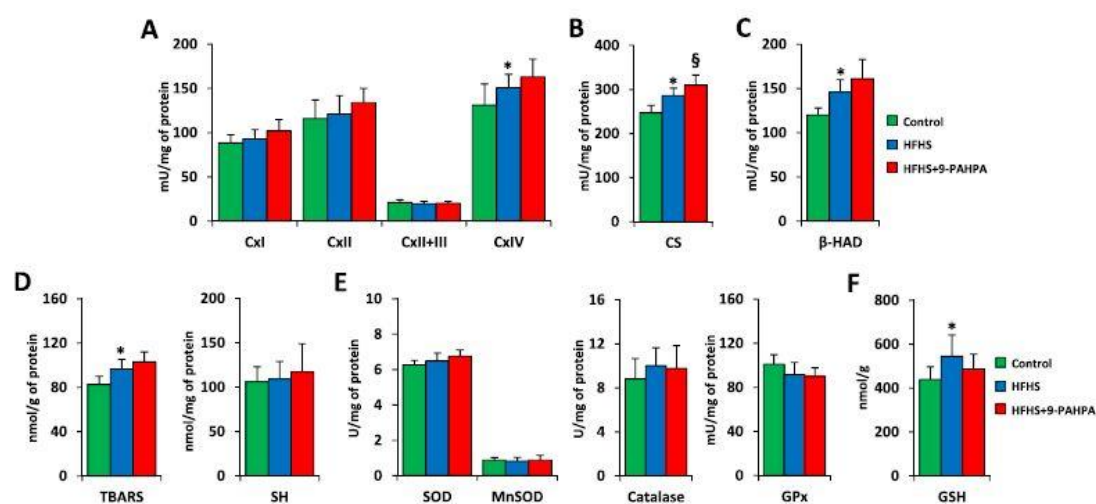 A
mU/mg of protein
200
150
100
50
0
CxI CxII CxII+III CxIV
*
B
mU/mg of protein
400
300
200
100
0
CS
* §
C
mU/mg of protein
200
150
100
50
0
β-HAD
*
Control
HFHS
HFHS+9-PAHPA
D
nmol/g of protein
160
120
80
40
0
TBARS
*
nmol/mg of protein
200
150
100
50
0
SH
E
U/mg of protein
8
6
4
2
0
SOD MnSOD
U/mg of protein
16
12
8
4
0
Catalase
mU/mg of protein
160
120
80
40
0
GPx
F
nmol/g
800
600
400
200
0
GSH
*
Control
HFHS
HFHS+9-PAHPA